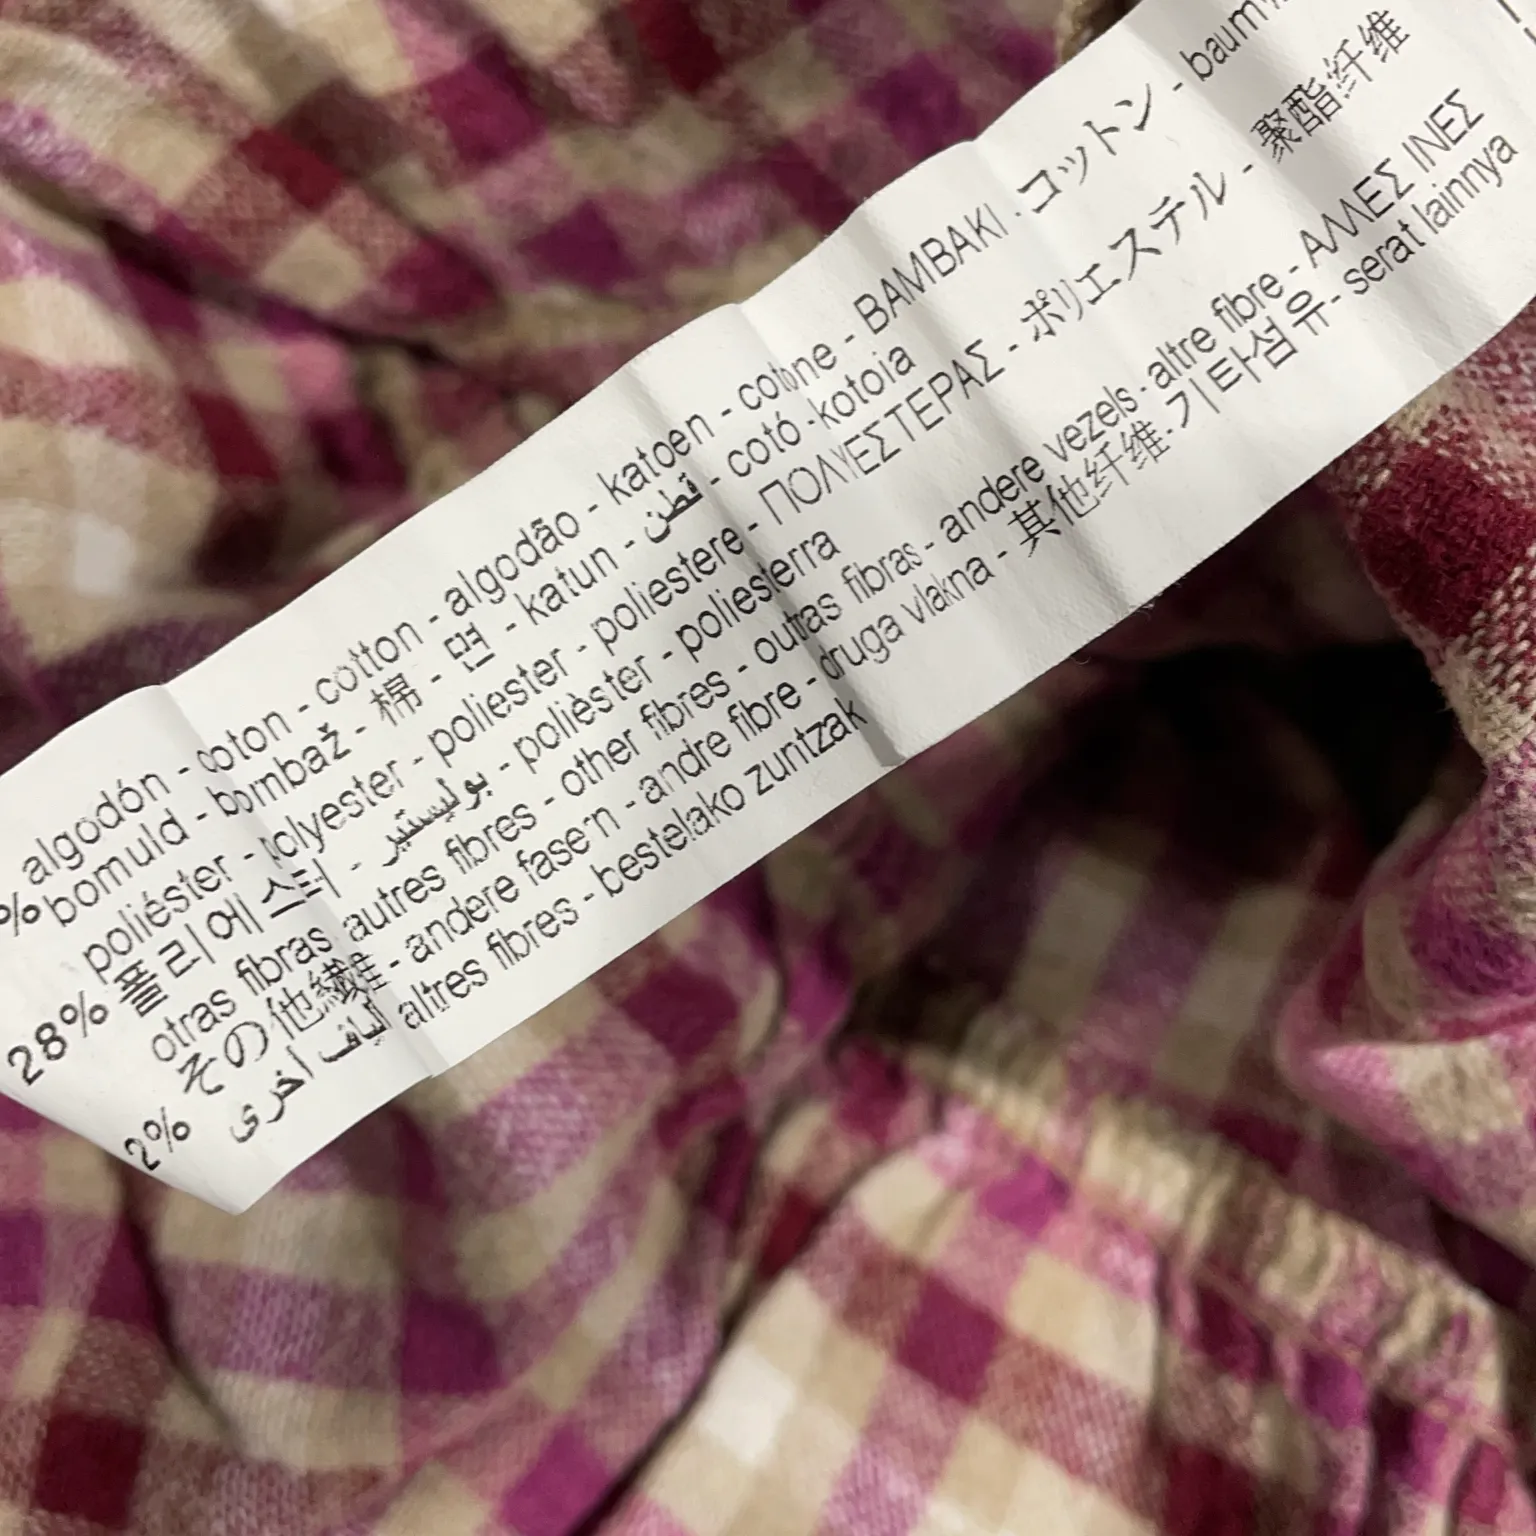 % algodón - coton - cotton - algodão - katoen - cotone - BAMBAKI - コットン -
bomuld - bombaž - 棉 - 면 - katun - قطن - cotó - kotoia
28% poliéster - polyester - poliester - poliestere - ΠΟΛΥΕΣΤΕΡΑΣ - ポリエステル - 聚酯纤维
폴리에스터 - بوليستير - polièster - poliesterra
2% otras fibras autres fibres - other fibres - outras fibras - andere vezels - altre fibre - ΑΛΛΕΣ ΙΝΕΣ
その他繊維 - andere fasern - andre fibre - druga vlakna - 其他纤维 - 기타섬유 - serat lainnya
ألياف أخرى altres fibres - bestelako zuntzak